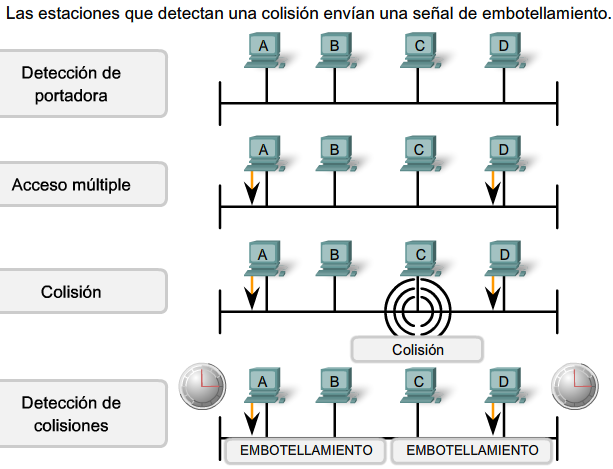 Las estaciones que detectan una colisión envían una señal de embotellamiento.
A B C D
Detección de
portadora
A B C D
Acceso múltiple
A B C D
Colisión
Colisión
A B C D
Detección de
colisiones
EMBOTELLAMIENTO EMBOTELLAMIENTO